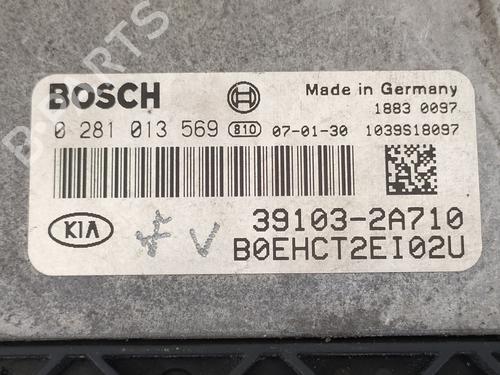 B-PARTS
BOSCH
Made in Germany
1883 0097
0 281 013 569 810 07-01-30 1039S18097
39103-2A710
KIA
B0EHCT2EI02U